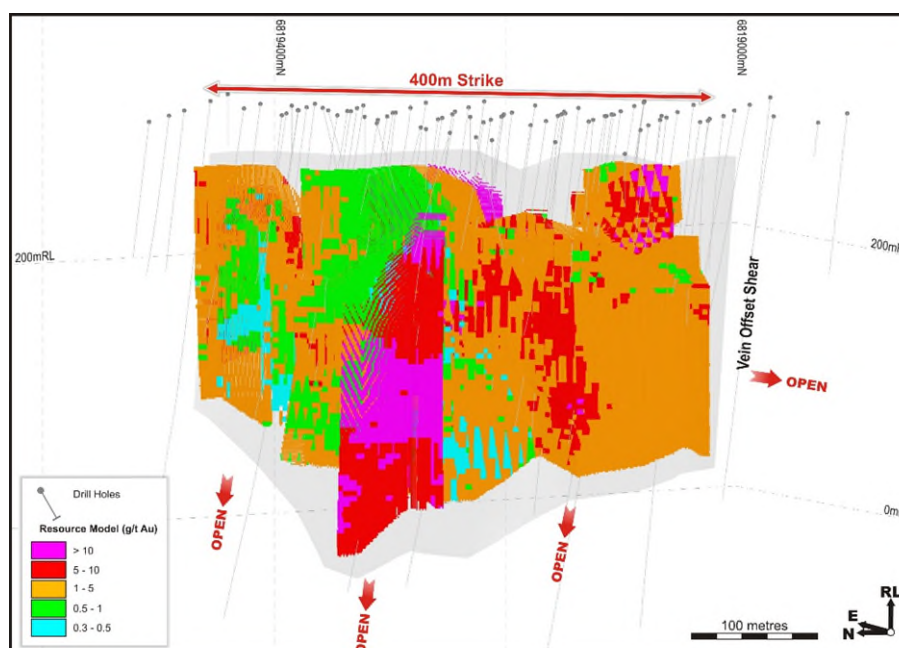 6819400mN
6819000mN
400m Strike
200mRL
200mRL
Vein Offset Shear
OPEN
OPEN
OPEN
OPEN
0m
Drill Holes
Resource Model (g/t Au)
> 10
5 - 10
1 - 5
0.5 - 1
0.3 - 0.5
100 metres
RL
E
N